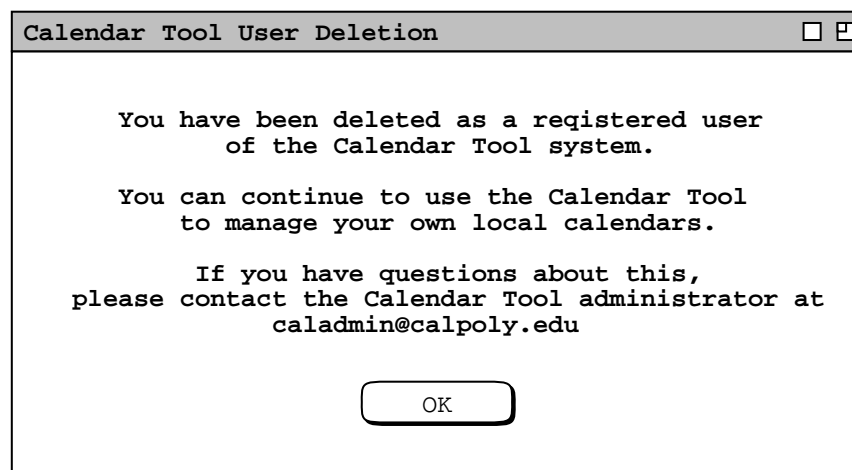 Calendar Tool User Deletion
You have been deleted as a reqistered user
of the Calendar Tool system.
You can continue to use the Calendar Tool
to manage your own local calendars.
If you have questions about this,
please contact the Calendar Tool administrator at
caladmin@calpoly.edu
OK